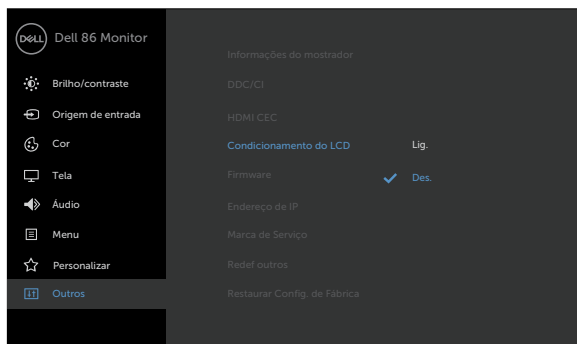 DELL
Dell 86 Monitor
Brilho/contraste
Origem de entrada
Cor
Tela
Áudio
Menu
Personalizar
Outros
Informações do mostrador
DDC/CI
HDMI CEC
Condicionamento do LCD Lig.
Firmware Des.
Endereço de IP
Marca de Serviço
Redef outros
Restaurar Config. de Fábrica